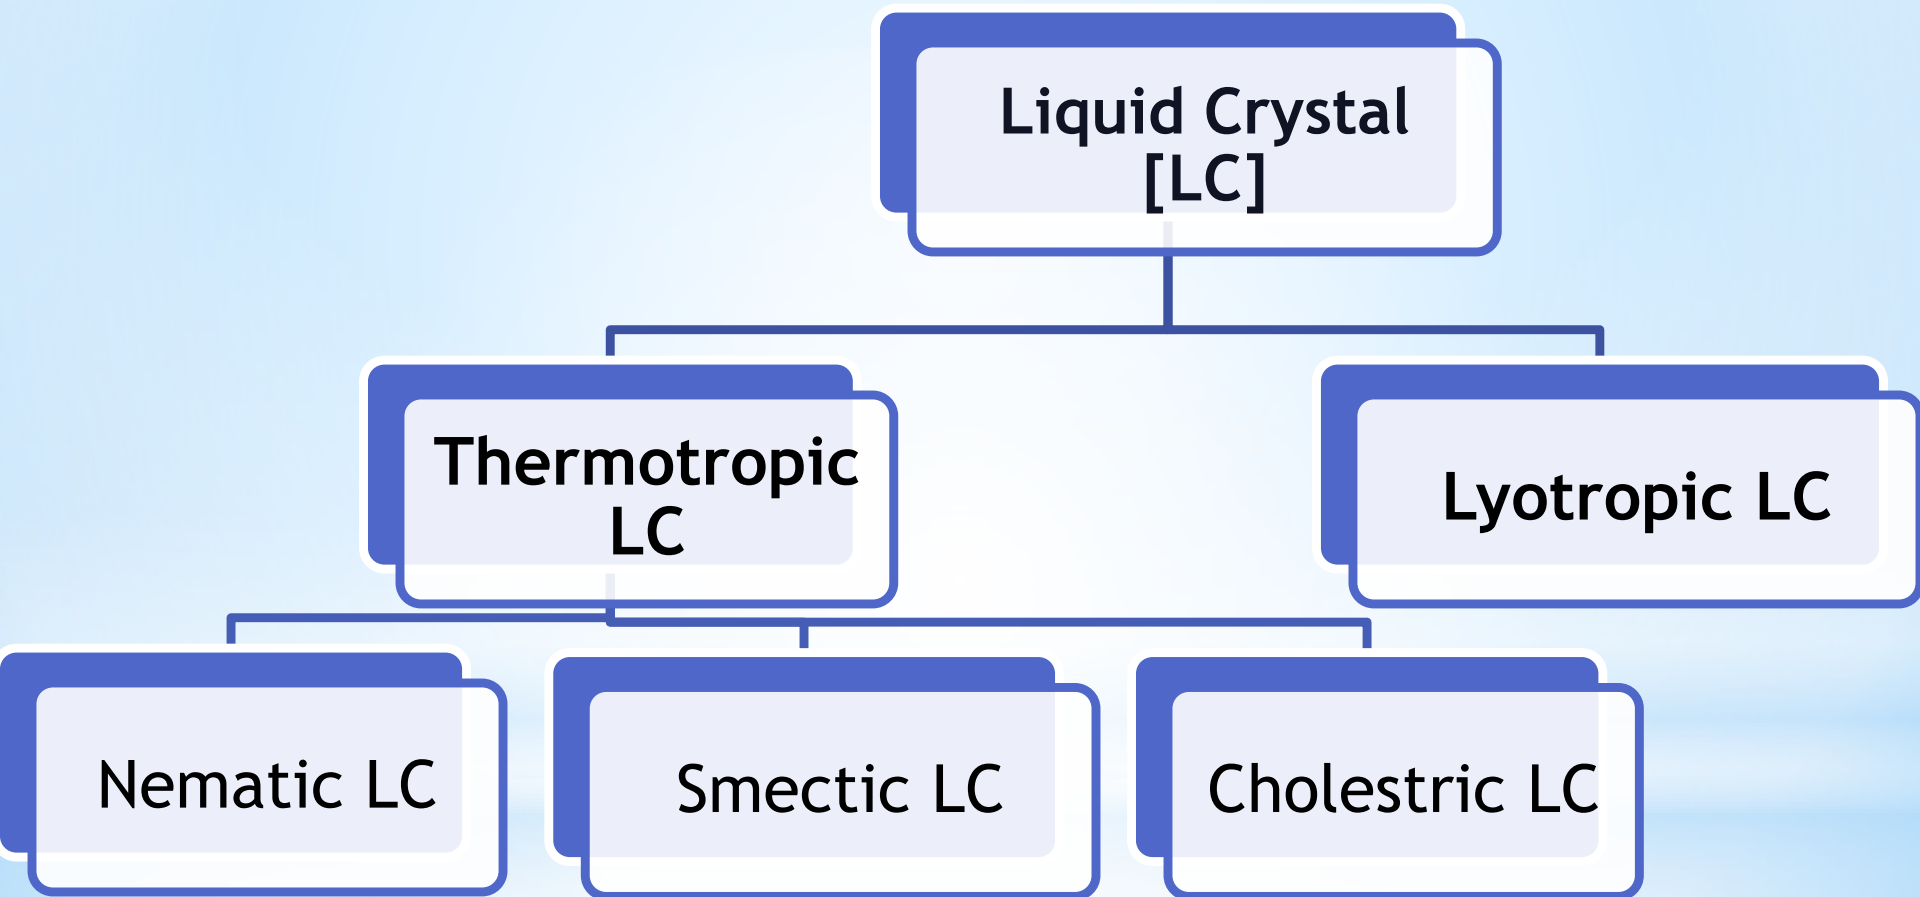 Liquid Crystal
[LC]
Thermotropic
LC
Lyotropic LC
Nematic LC
Smectic LC
Cholestric LC